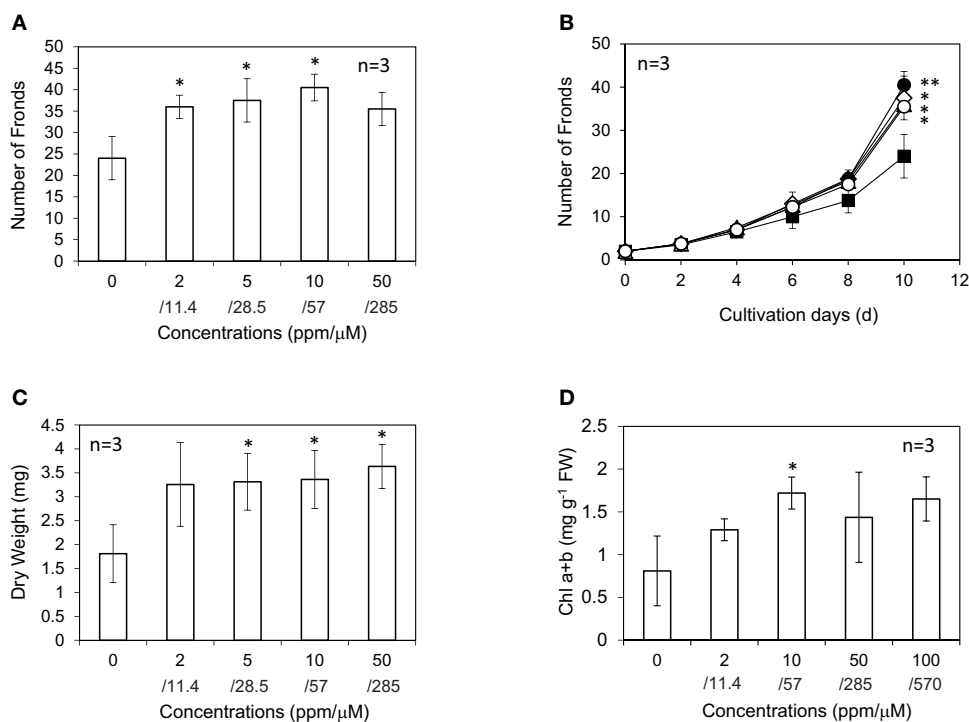 A
Number of Fronds
50
45
40
35
30
25
20
15
10
5
0
* * * n=3
0 2 5 10 50
/11.4 /28.5 /57 /285
Concentrations (ppm/μM)
B
Number of Fronds
50
40
30
20
10
0
n=3
**
*
*
*
0 2 4 6 8 10 12
Cultivation days (d)
C
Dry Weight (mg)
4.5
4
3.5
3
2.5
2
1.5
1
0.5
0
n=3 * * *
0 2 5 10 50
/11.4 /28.5 /57 /285
Concentrations (ppm/μM)
D
Chl a+b (mg g⁻¹ FW)
2.5
2
1.5
1
0.5
0
* n=3
0 2 10 50 100
/11.4 /57 /285 /570
Concentrations (ppm/μM)